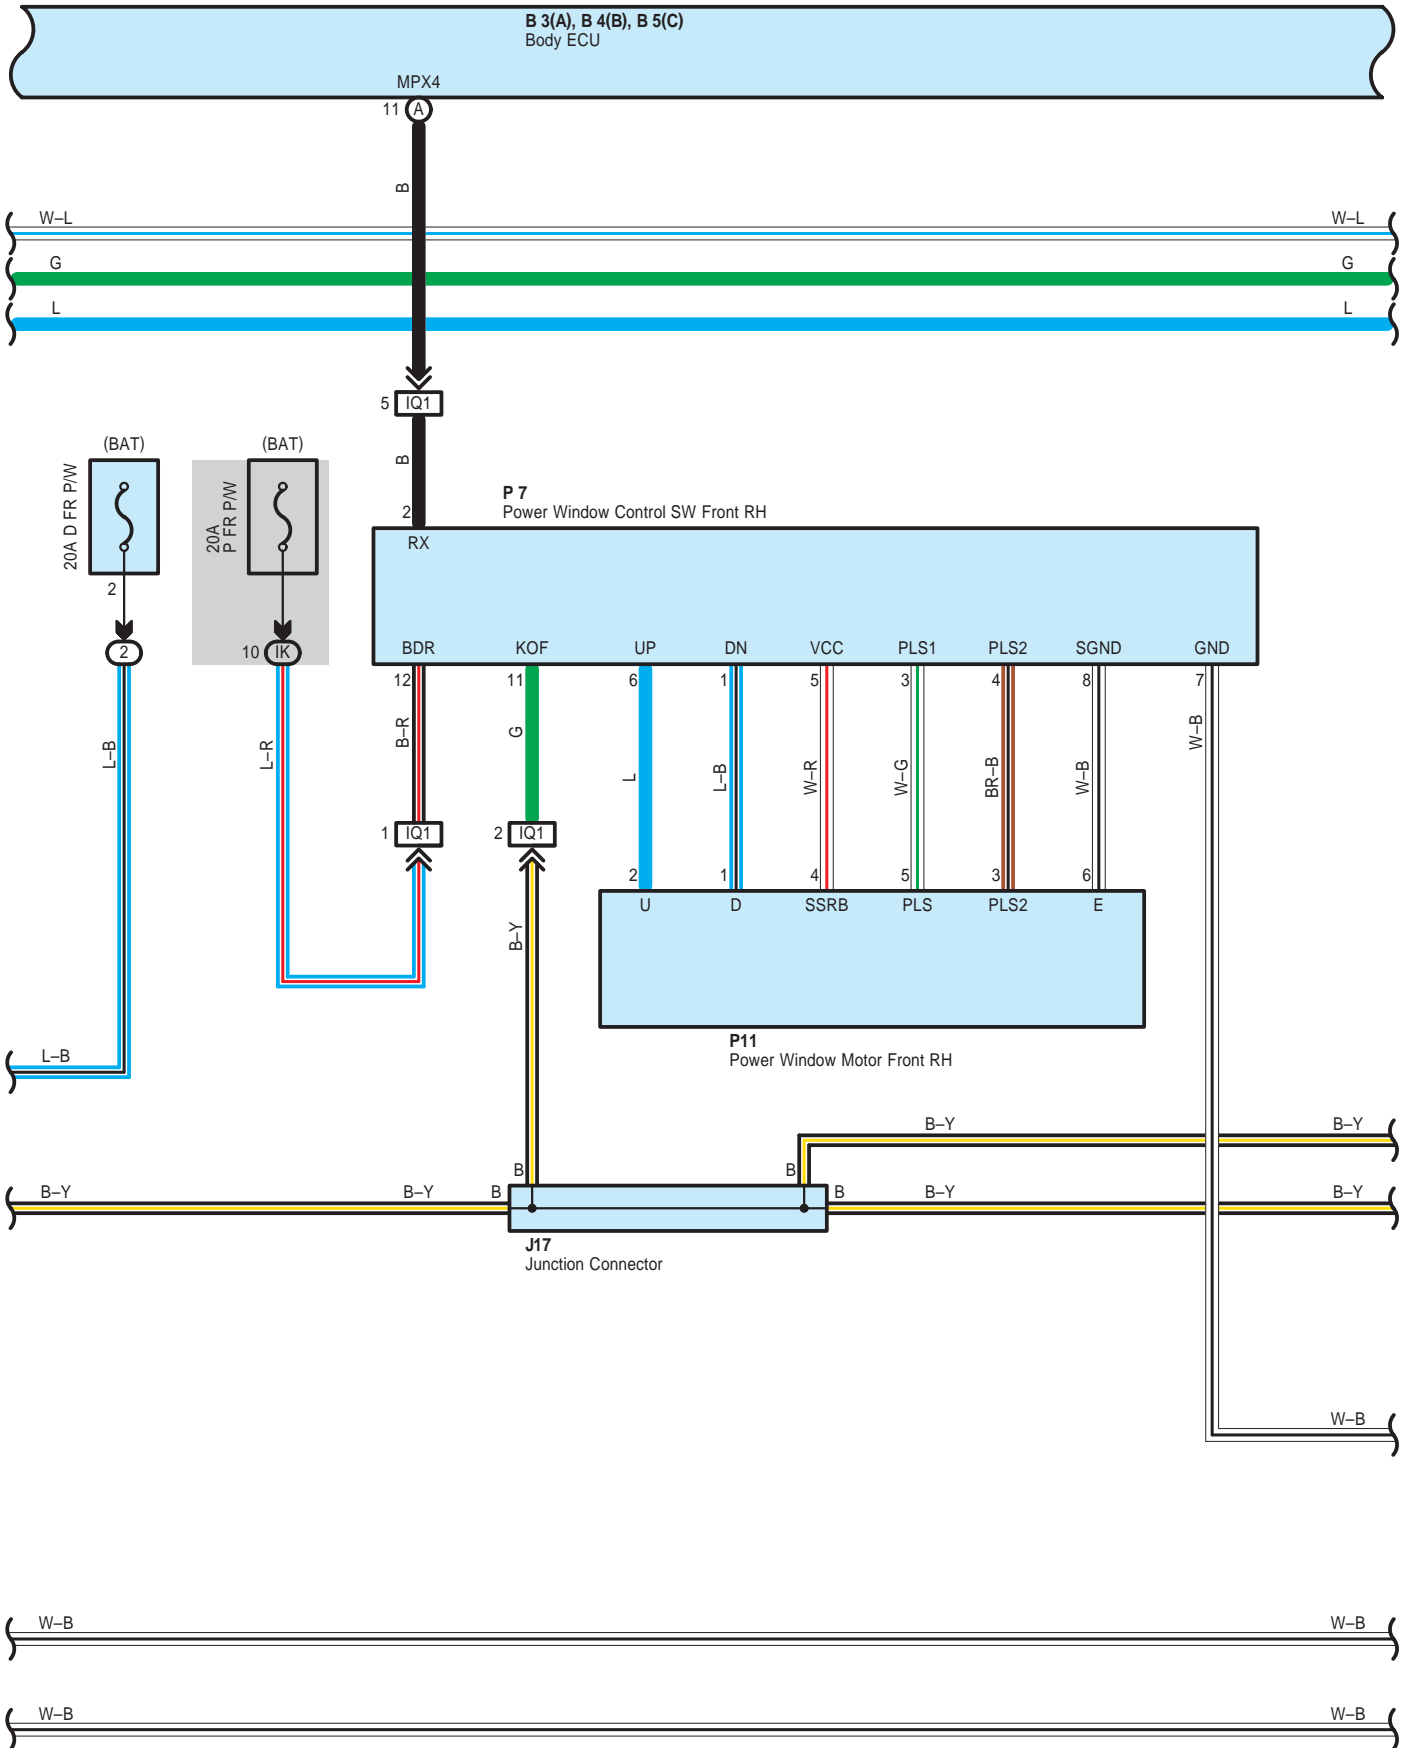 B 3(A), B 4(B), B 5(C)
Body ECU
MPX4
11 A
B
W–L W–L
G G
L L
5 IQ1
(BAT) (BAT)
20A D FR P/W
20A
P FR P/W
B
P 7
2 Power Window Control SW Front RH
RX
2
2
10 IK
BDR KOF UP DN VCC PLS1 PLS2 SGND GND
12 11 6 1 5 3 4 8 7
L–B L–R B–R G L L–B W–R W–G BR–B W–B W–B
1 IQ1 2 IQ1
2 1 4 5 3 6
U D SSRB PLS PLS2 E
B–Y
P11
Power Window Motor Front RH
L–B
B–Y B–Y
B B
B–Y B–Y B B B–Y B–Y
J17
Junction Connector
W–B
W–B W–B
W–B W–B